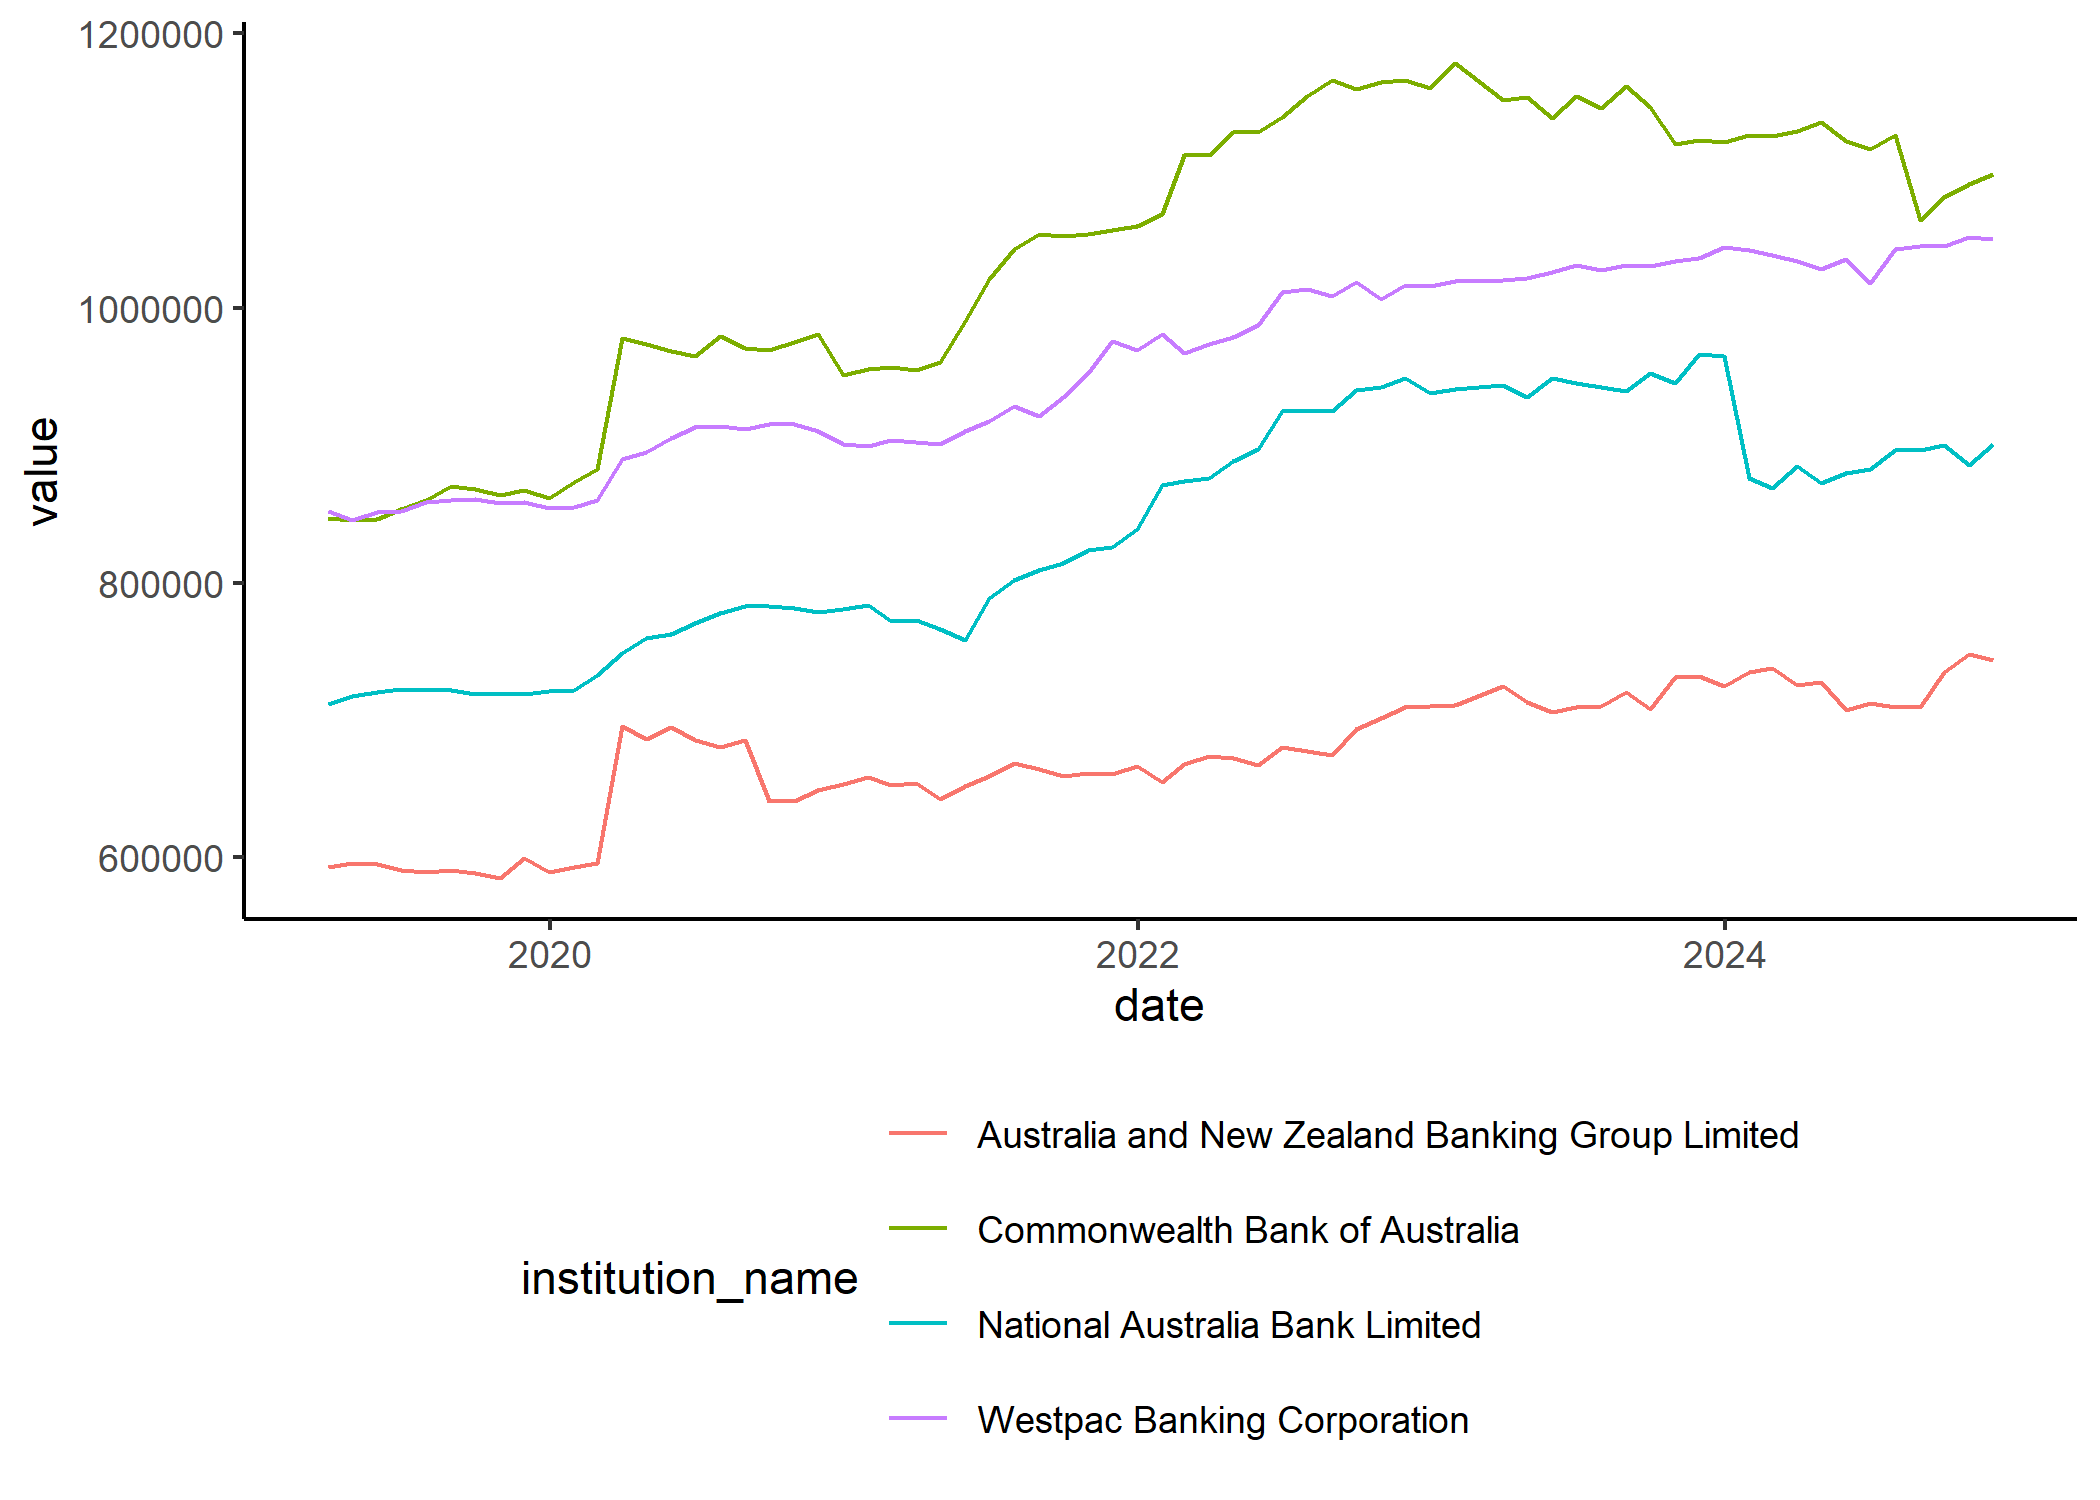 1200000
1000000
800000
600000
value
2020 2022 2024
date
institution_name
Australia and New Zealand Banking Group Limited
Commonwealth Bank of Australia
National Australia Bank Limited
Westpac Banking Corporation